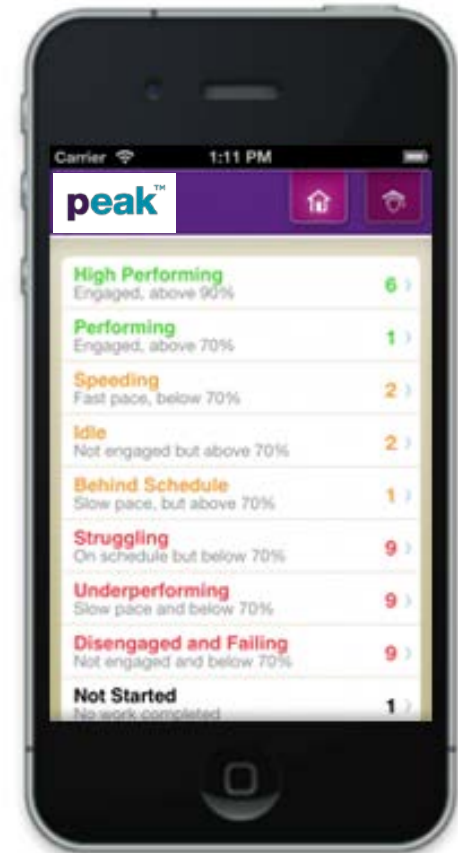 Carrier 1:11 PM
peak™
High Performing
Engaged, above 90%
6
Performing
Engaged, above 70%
1
Speeding
Fast pace, below 70%
2
Idle
Not engaged but above 70%
2
Behind Schedule
Slow pace, but above 70%
1
Struggling
On schedule but below 70%
9
Underperforming
Slow pace and below 70%
9
Disengaged and Failing
Not engaged and below 70%
9
Not Started
No work completed
1